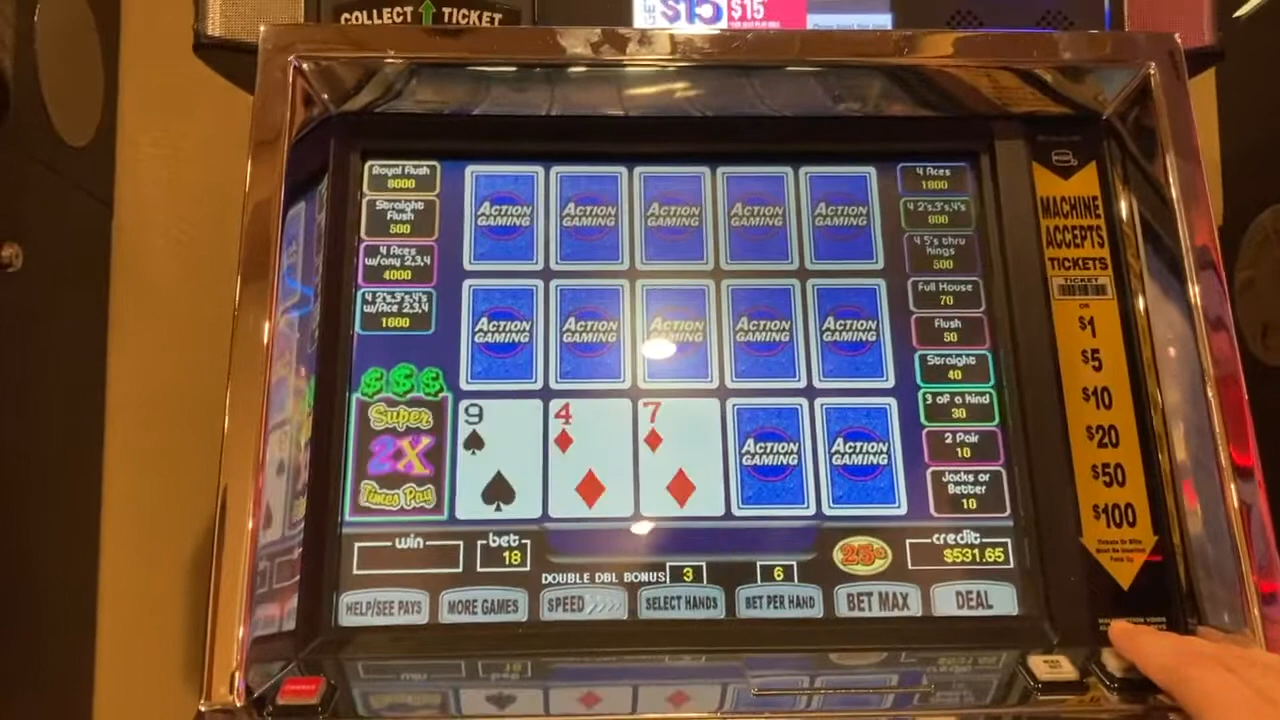 COLLECT ↑ TICKET
$15
$15
Royal Flush
8000
Straight
Flush
500
4 Aces
w/any 2,3,4
4000
4 2's,3's,4's
w/Ace 2,3,4
1600
$$$
Super
2X
Times Pay
ACTION
GAMING
ACTION
GAMING
ACTION
GAMING
ACTION
GAMING
ACTION
GAMING
ACTION
GAMING
ACTION
GAMING
ACTION
GAMING
ACTION
GAMING
ACTION
GAMING
9
4
7
ACTION
GAMING
ACTION
GAMING
4 Aces
1800
4 2's,3's,4's
800
4 5's thru
kings
500
Full House
70
Flush
50
Straight
40
3 of a kind
30
2 Pair
10
Jacks or
Better
10
win
bet
18
25¢
credit
$531.65
DOUBLE DBL BONUS 3
6
HELP/SEE PAYS
MORE GAMES
SPEED
SELECT HANDS
BET PER HAND
BET MAX
DEAL
MACHINE
ACCEPTS
TICKETS
TICKET
OR
$1
$5
$10
$20
$50
$100